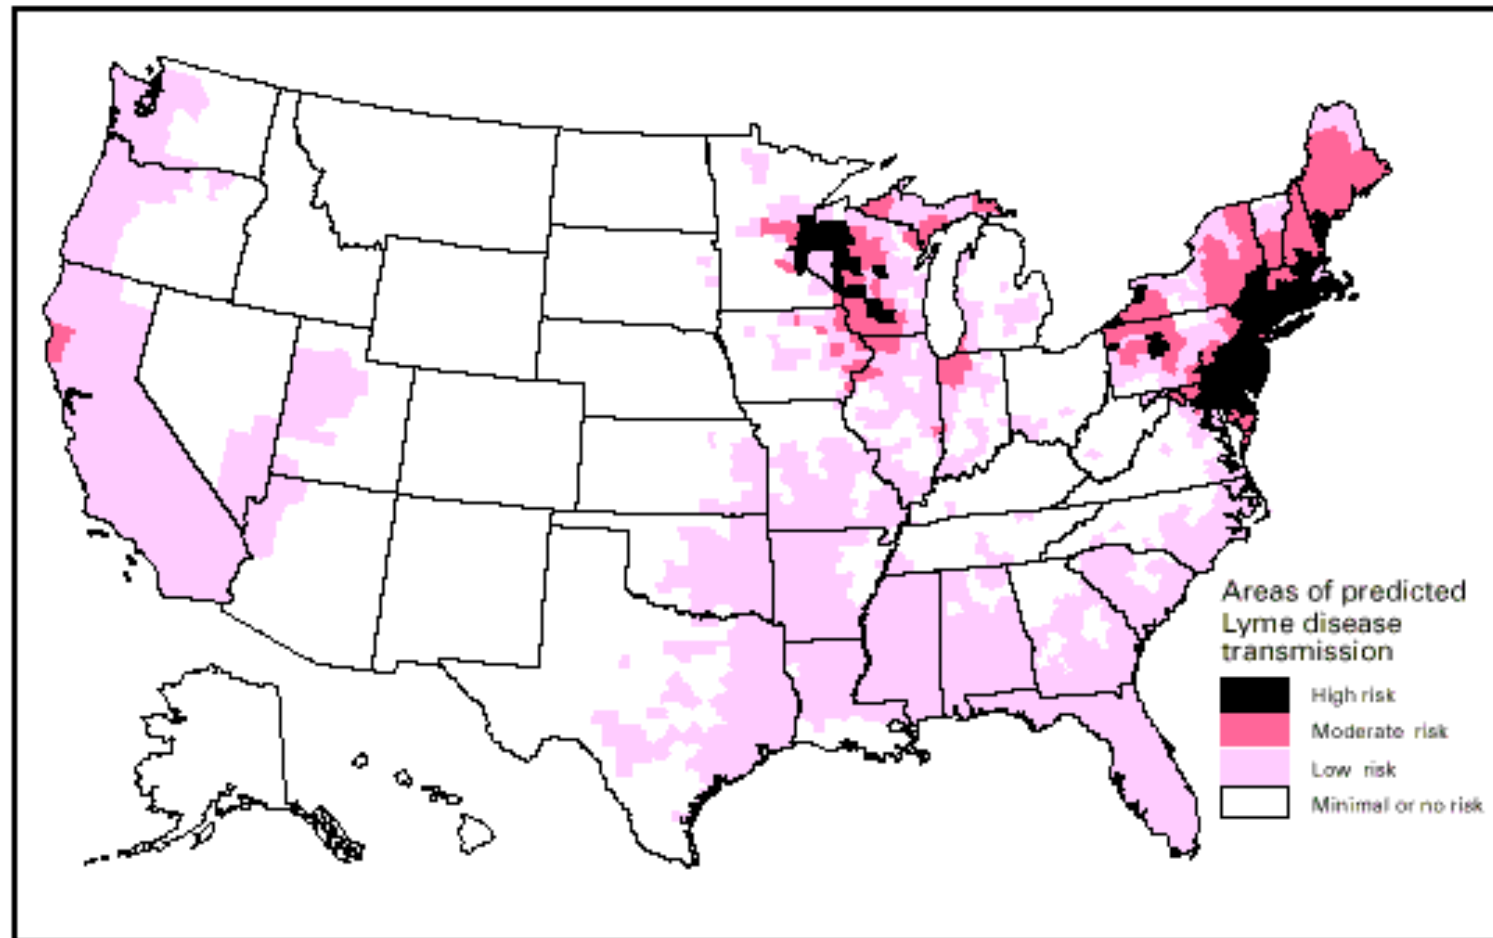 Areas of predicted
Lyme disease
transmission
High risk
Moderate risk
Low risk
Minimal or no risk